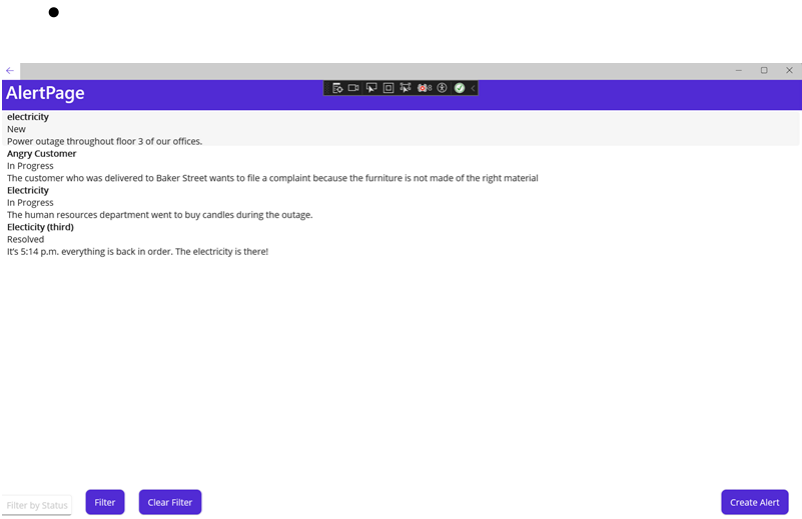 AlertPage
electricity
New
Power outage throughout floor 3 of our offices.
Angry Customer
In Progress
The customer who was delivered to Baker Street wants to file a complaint because the furniture is not made of the right material
Electricity
In Progress
The human resources department went to buy candles during the outage.
Electicity (third)
Resolved
It's 5:14 p.m. everything is back in order. The electricity is there!
Filter by Status
Filter
Clear Filter
Create Alert